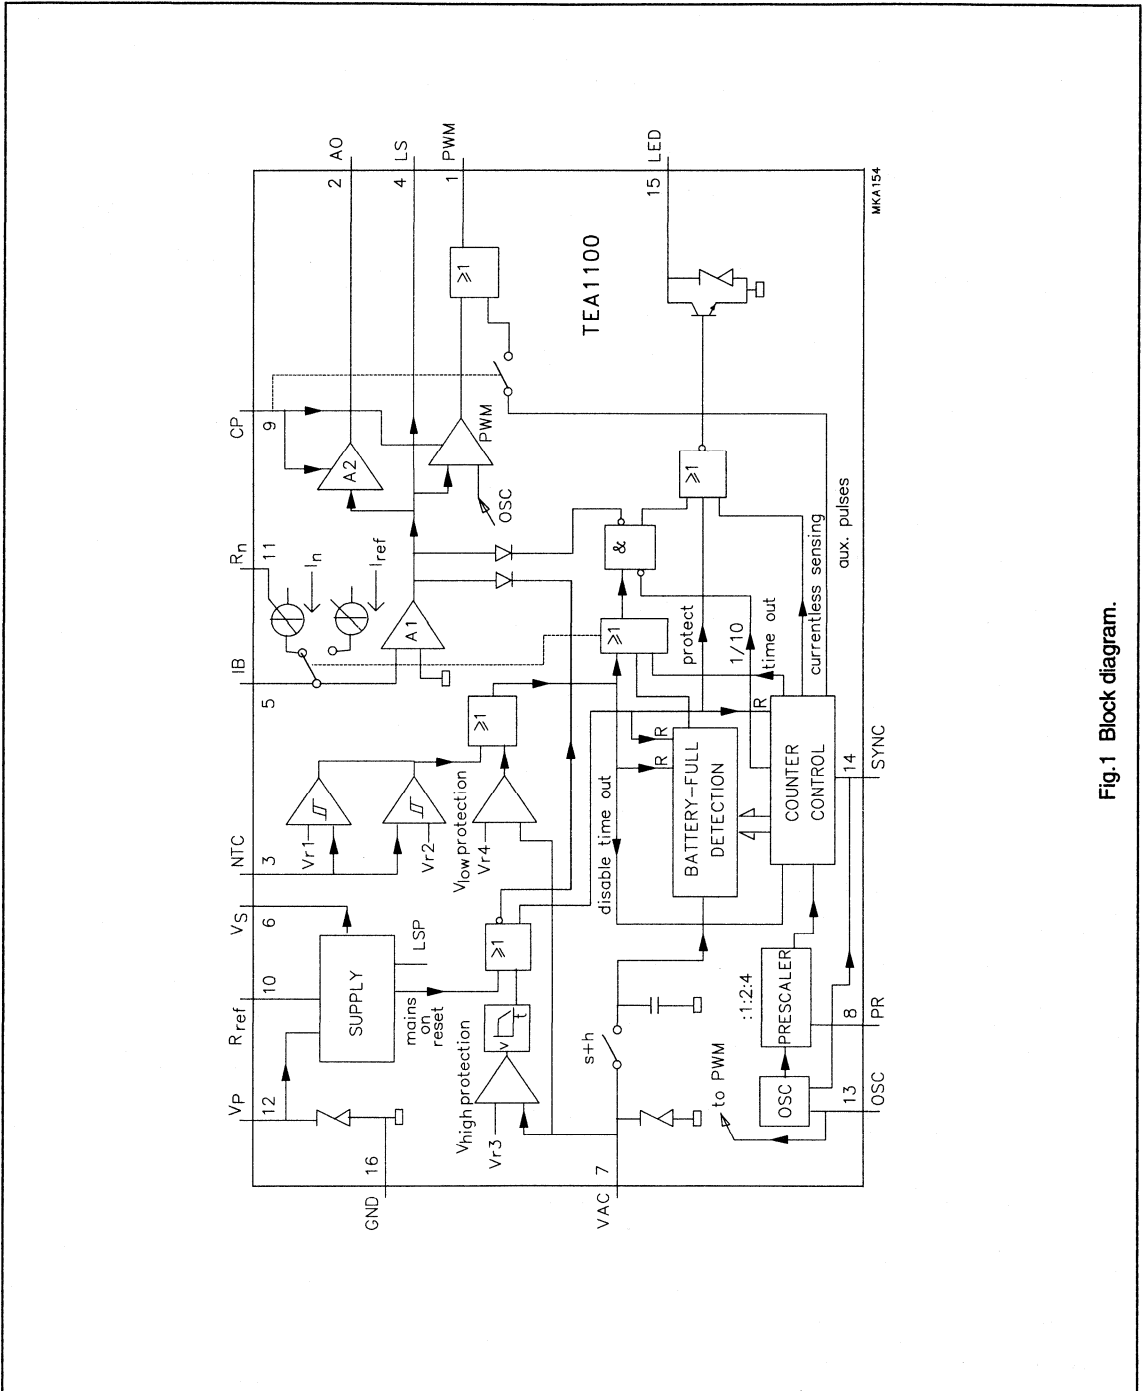 VP
12
Rref
10
VS
6
NTC
3
IB
5
Rn
11
CP
9
GND
16
SUPPLY
LSP
mains
on
reset
Vr1
Vr2
In
Iref
A1
A2
2
AO
4
LS
1
PWM
PWM
OSC
≥1
TEA1100
Vhigh protection
Vr3
v
t
≥1
Vlow protection
Vr4
≥1
VAC
7
s+h
disable time out
R
R
BATTERY-FULL
DETECTION
≥1
&
protect
1/10
time out
≥1
15
LED
to PWM
OSC
:1:2:4
PRESCALER
R
COUNTER
CONTROL
currentless sensing
aux. pulses
13
OSC
8
PR
14
SYNC
MKA154
Fig.1 Block diagram.